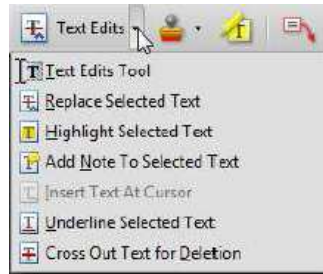 Text Edits
Text Edits Tool
Replace Selected Text
Highlight Selected Text
Add Note To Selected Text
Insert Text At Cursor
Underline Selected Text
Cross Out Text for Deletion